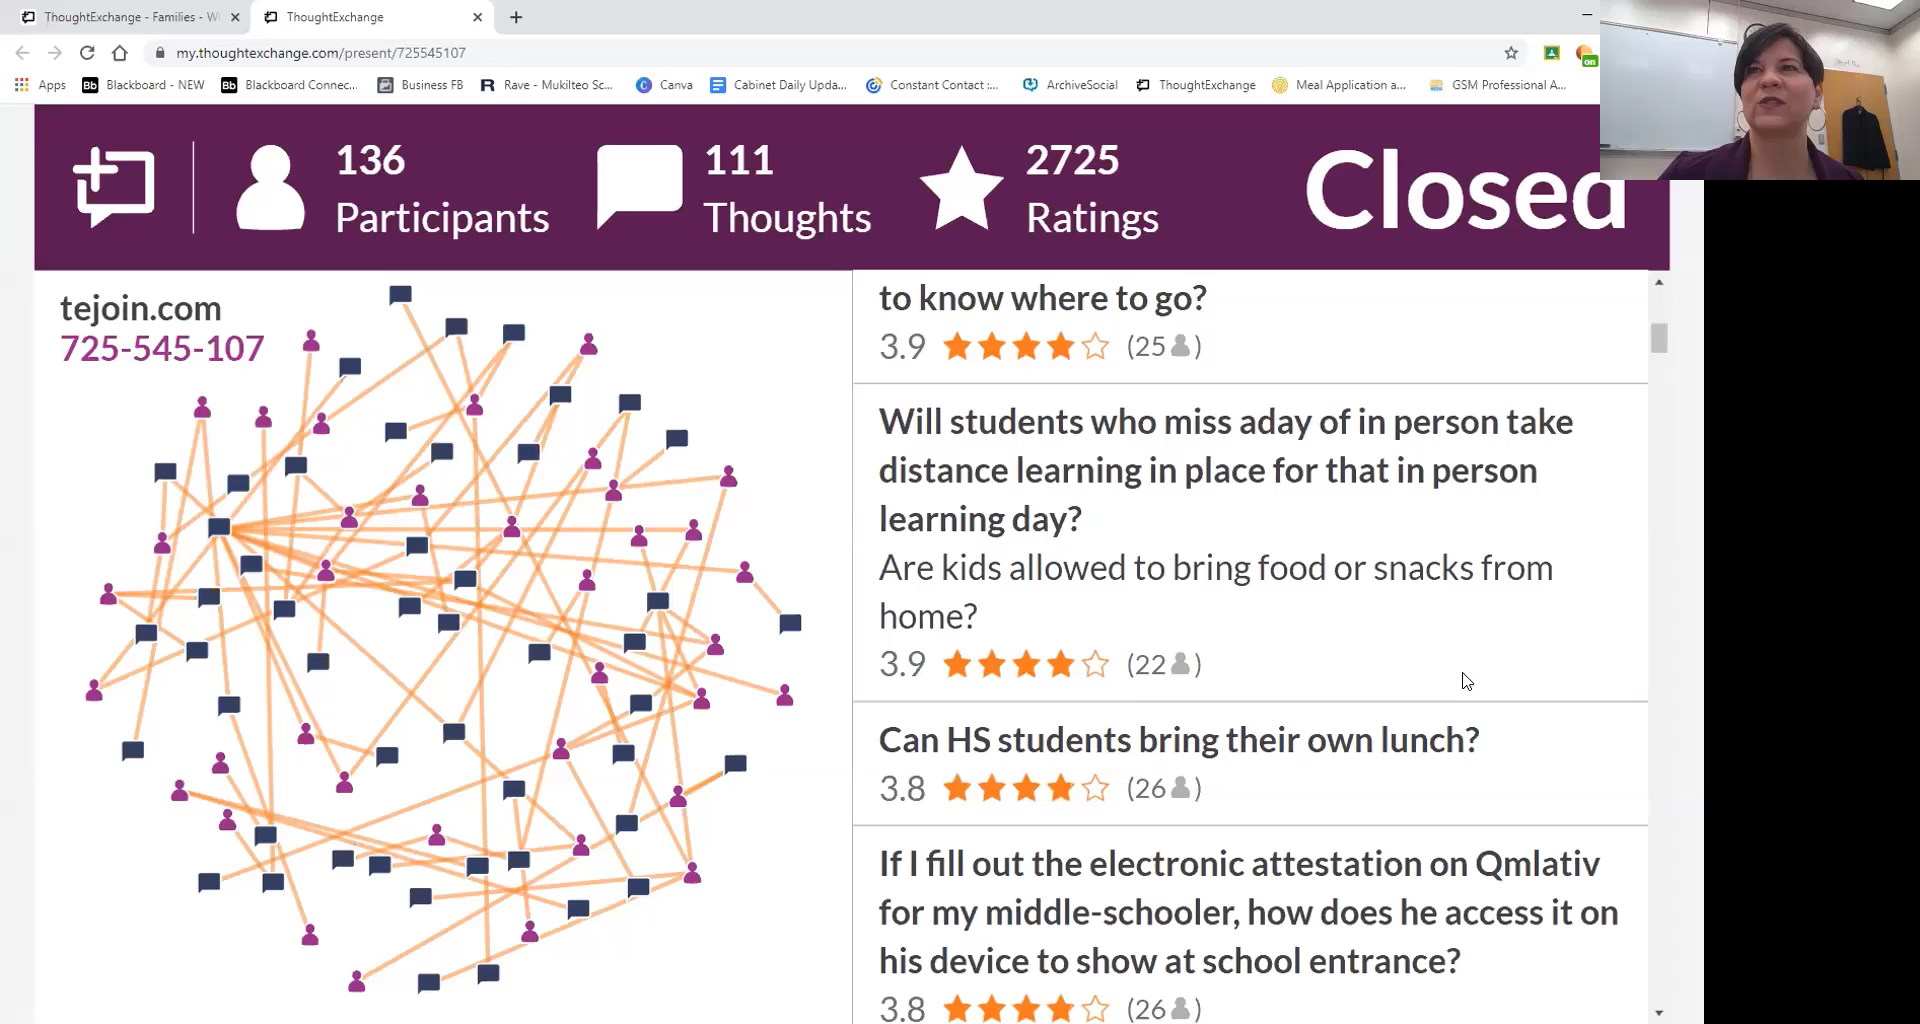 ThoughtExchange - Families - W
ThoughtExchange
my.thoughtexchange.com/present/725545107
Apps
Bb
Blackboard - NEW
Bb
Blackboard Connec...
Business FB
R
Rave - Mukilteo Sc...
Canva
Cabinet Daily Upda...
Constant Contact :...
ArchiveSocial
ThoughtExchange
Meal Application a...
GSM Professional A...
on
136
Participants
111
Thoughts
2725
Ratings
Closed
tejoin.com
725-545-107
to know where to go?
3.9 (25)
Will students who miss aday of in person take
distance learning in place for that in person
learning day?
Are kids allowed to bring food or snacks from
home?
3.9 (22)
Can HS students bring their own lunch?
3.8 (26)
If I fill out the electronic attestation on Qmlativ
for my middle-schooler, how does he access it on
his device to show at school entrance?
3.8 (26)